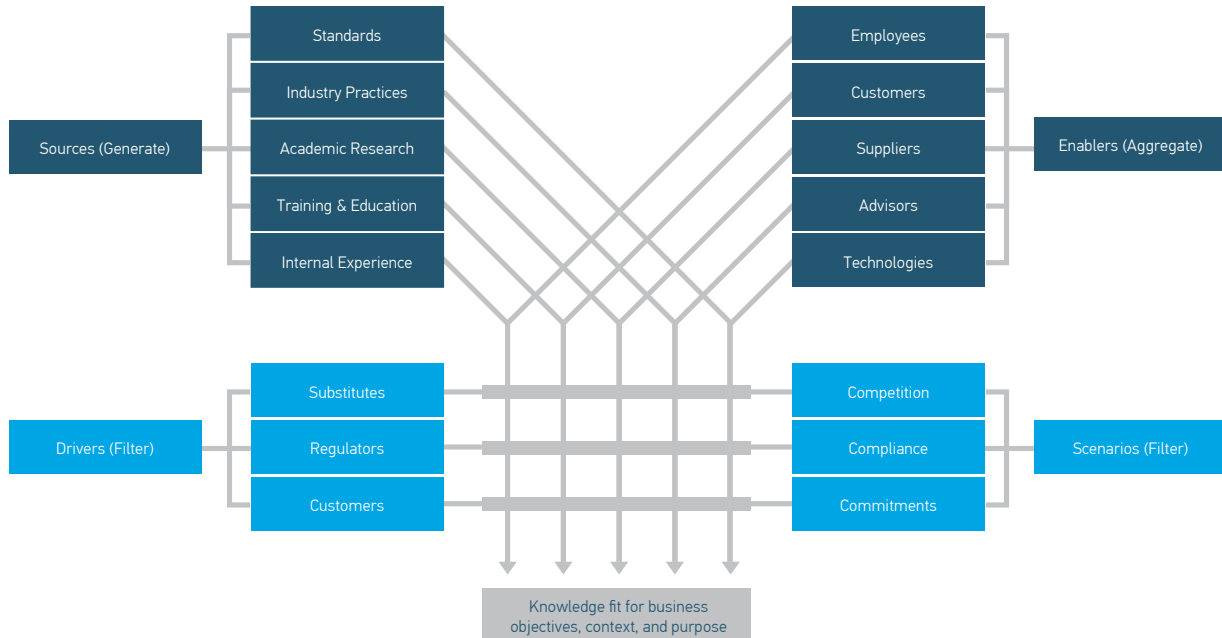 Standards
Industry Practices
Academic Research
Training & Education
Internal Experience
Sources (Generate)
Employees
Customers
Suppliers
Advisors
Technologies
Enablers (Aggregate)
Substitutes
Regulators
Customers
Drivers (Filter)
Competition
Compliance
Commitments
Scenarios (Filter)
Knowledge fit for business
objectives, context, and purpose